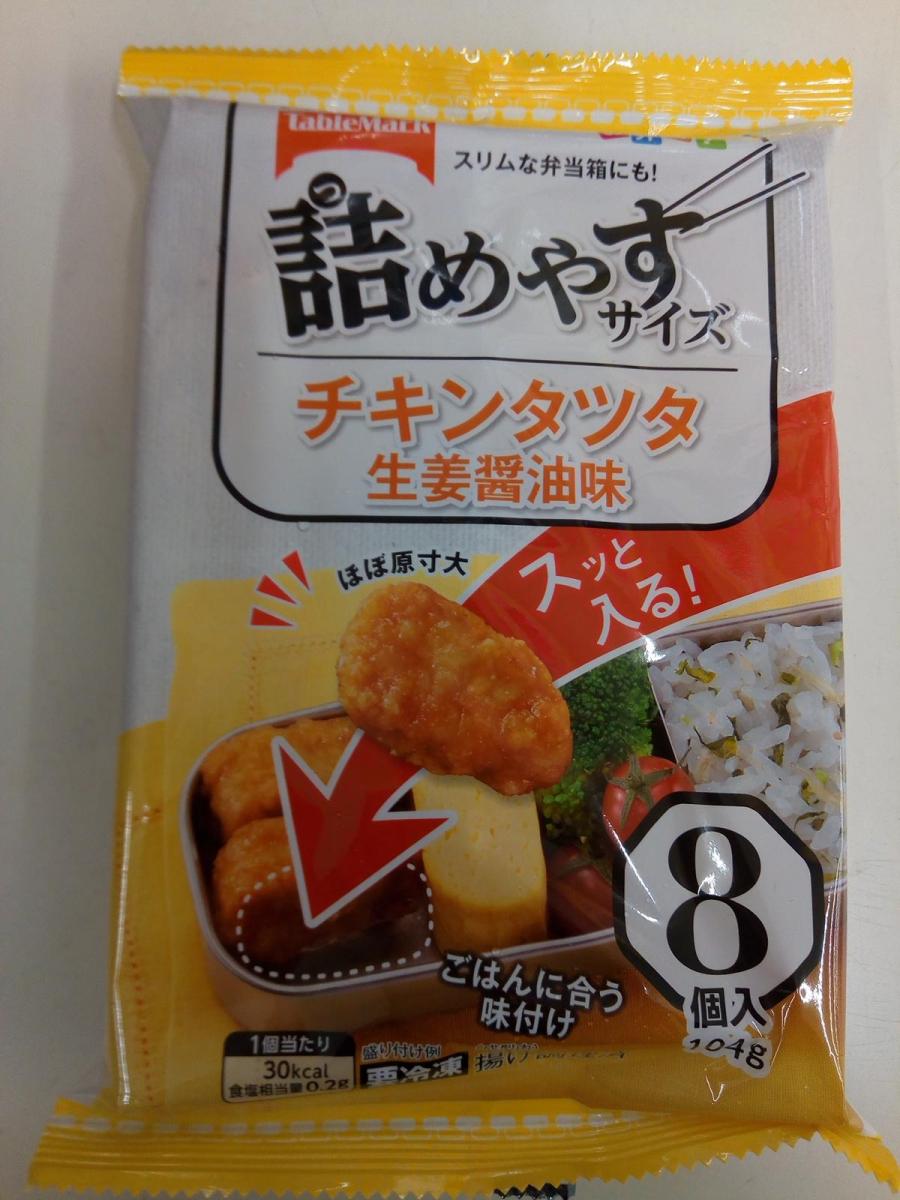 TableMark
スリムな弁当箱にも!
詰めやすっ
サイズ
チキンタツタ
生姜醤油味
ほぼ原寸大
スッと
入る!
8
個入
104g
ごはんに合う
味付け
1個当たり
30kcal
食塩相当量0.2g
盛り付け例
要冷凍
揚げ